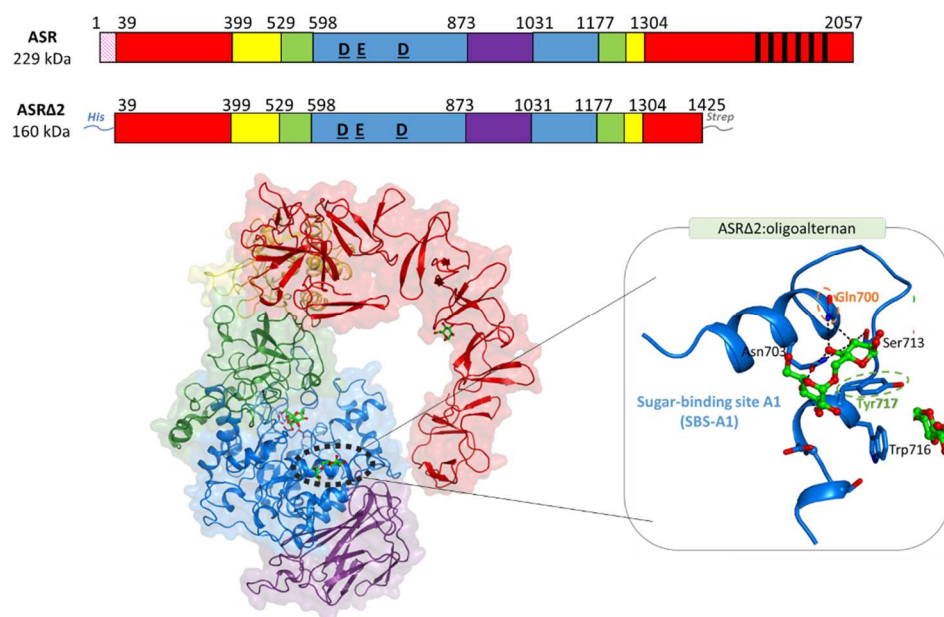 1 39 399 529 598 873 1031 1177 1304 2057
ASR
D E D
229 kDa
39 399 529 598 873 1031 1177 1304 1425
ASRΔ2
His D E D Strep
160 kDa
ASRΔ2:oligoalternan
Gln700
Asn703 Ser713
Sugar-binding site A1 Tyr717
(SBS-A1)
Trp716